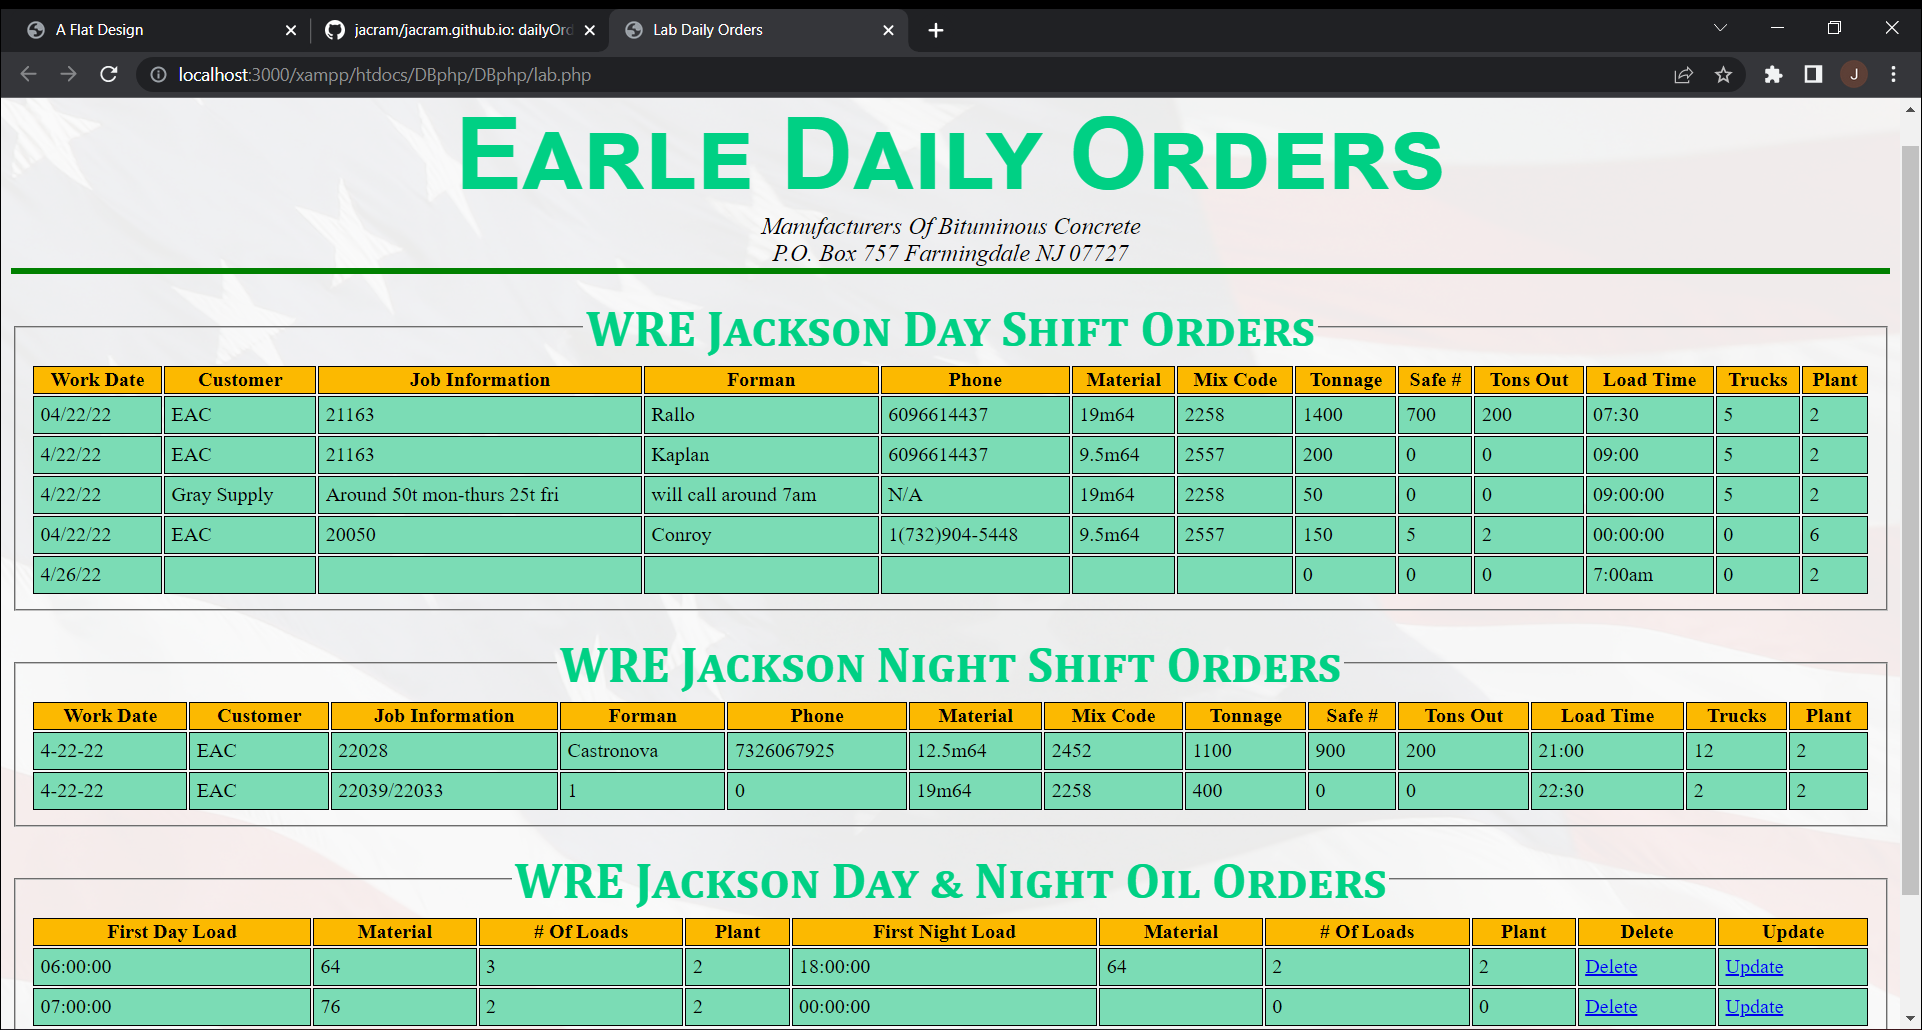 A Flat Design
jacram/jacram.github.io: dailyOrd
Lab Daily Orders
localhost:3000/xampp/htdocs/DBphp/DBphp/lab.php
J
Earle Daily Orders
Manufacturers Of Bituminous Concrete
P.O. Box 757 Farmingdale NJ 07727
WRE Jackson Day Shift Orders
Work Date Customer Job Information Forman Phone Material Mix Code Tonnage Safe # Tons Out Load Time Trucks Plant
04/22/22 EAC 21163 Rallo 6096614437 19m64 2258 1400 700 200 07:30 5 2
4/22/22 EAC 21163 Kaplan 6096614437 9.5m64 2557 200 0 0 09:00 5 2
4/22/22 Gray Supply Around 50t mon-thurs 25t fri will call around 7am N/A 19m64 2258 50 0 0 09:00:00 5 2
04/22/22 EAC 20050 Conroy 1(732)904-5448 9.5m64 2557 150 5 2 00:00:00 0 6
4/26/22 0 0 0 7:00am 0 2
WRE Jackson Night Shift Orders
Work Date Customer Job Information Forman Phone Material Mix Code Tonnage Safe # Tons Out Load Time Trucks Plant
4-22-22 EAC 22028 Castronova 7326067925 12.5m64 2452 1100 900 200 21:00 12 2
4-22-22 EAC 22039/22033 1 0 19m64 2258 400 0 0 22:30 2 2
WRE Jackson Day & Night Oil Orders
First Day Load Material # Of Loads Plant First Night Load Material # Of Loads Plant Delete Update
06:00:00 64 3 2 18:00:00 64 2 2 Delete Update
07:00:00 76 2 2 00:00:00 0 0 Delete Update